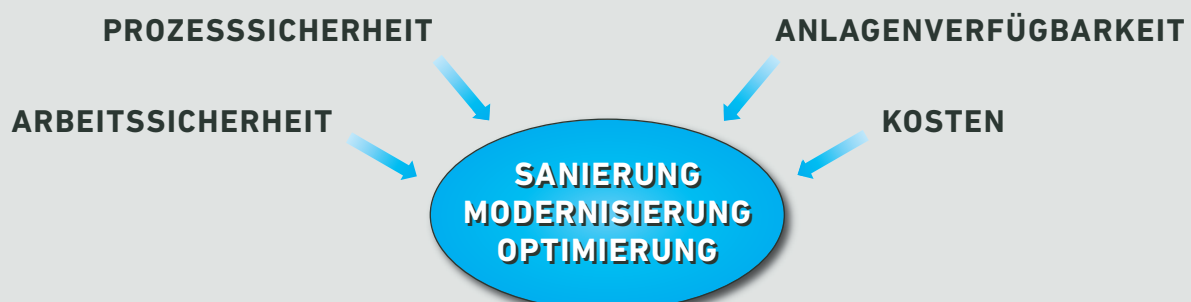 PROZESSSICHERHEIT
ANLAGENVERFÜGBARKEIT
ARBEITSSICHERHEIT
KOSTEN
SANIERUNG
MODERNISIERUNG
OPTIMIERUNG